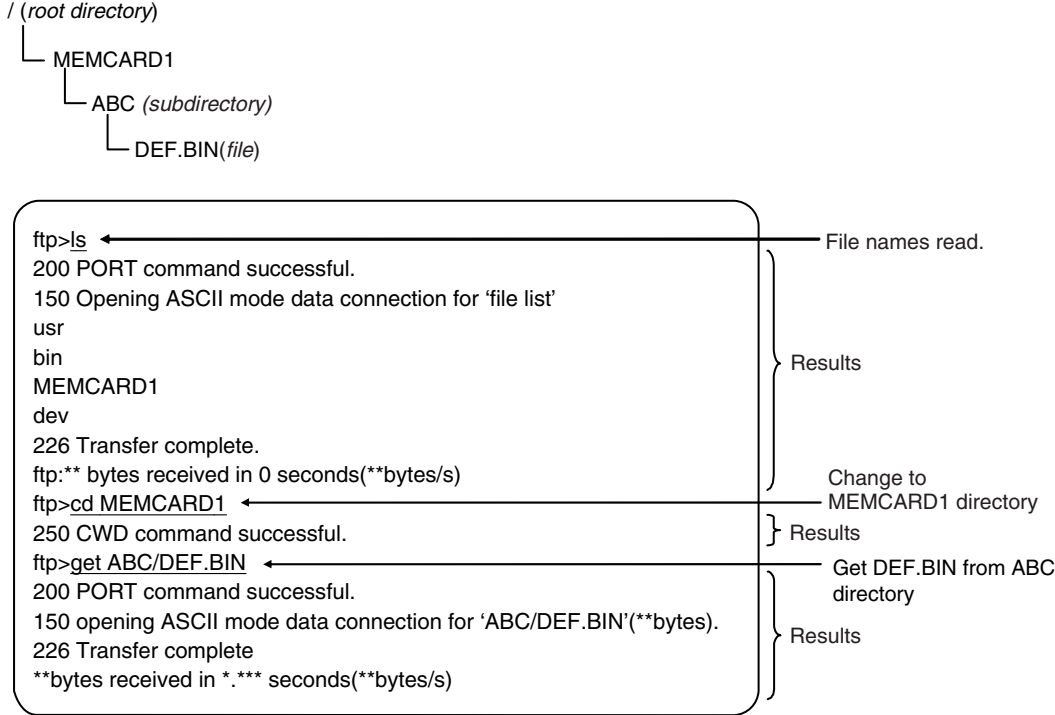 / (root directory)
MEMCARD1
ABC (subdirectory)
DEF.BIN(file)
ftp>ls
File names read.
200 PORT command successful.
150 Opening ASCII mode data connection for ‘file list’
usr
bin
MEMCARD1
Results
dev
226 Transfer complete.
ftp:** bytes received in 0 seconds(**bytes/s)
ftp>cd MEMCARD1
Change to
MEMCARD1 directory
250 CWD command successful.
Results
ftp>get ABC/DEF.BIN
Get DEF.BIN from ABC
directory
200 PORT command successful.
150 opening ASCII mode data connection for ‘ABC/DEF.BIN’(**bytes).
Results
226 Transfer complete
**bytes received in *.*** seconds(**bytes/s)